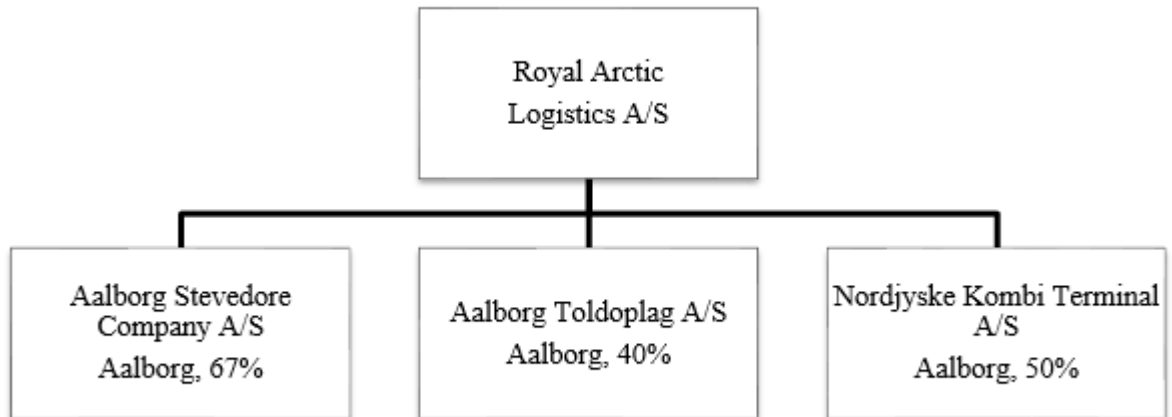 Royal Arctic
Logistics A/S
Aalborg Stevedore
Company A/S
Aalborg, 67%
Aalborg Toldoplag A/S
Aalborg, 40%
Nordjyske Kombi Terminal
A/S
Aalborg, 50%